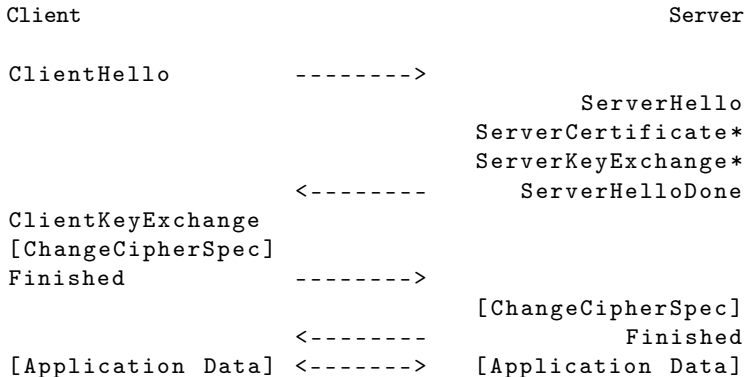 Client Server
ClientHello -------->
ServerHello
ServerCertificate*
ServerKeyExchange*
<-------- ServerHelloDone
ClientKeyExchange
[ChangeCipherSpec]
Finished -------->
[ChangeCipherSpec]
<-------- Finished
[Application Data] <-------> [Application Data]